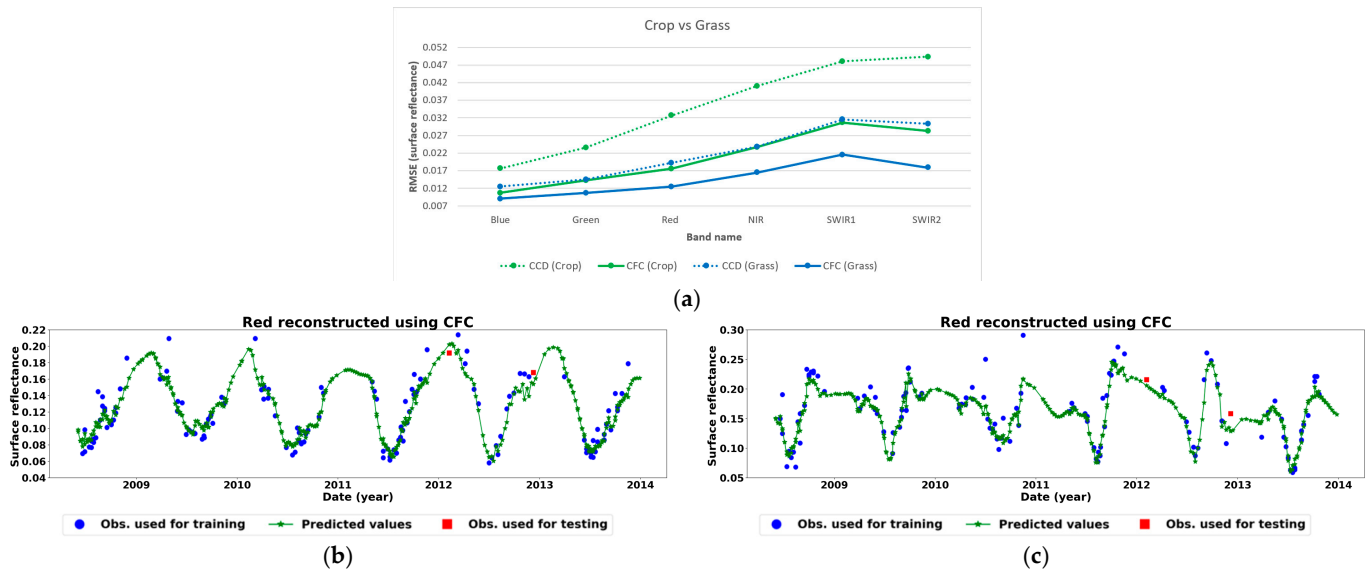 Crop vs Grass
RMSE (surface reflectance)
0.052
0.047
0.042
0.037
0.032
0.027
0.022
0.017
0.012
0.007
Blue Green Red NIR SWIR1 SWIR2
Band name
CCD (Crop) CFC (Crop) CCD (Grass) CFC (Grass)
(a)
Red reconstructed using CFC
Surface reflectance
0.22
0.20
0.18
0.16
0.14
0.12
0.10
0.08
0.06
0.04
2009 2010 2011 2012 2013 2014
Date (year)
Obs. used for training Predicted values Obs. used for testing
(b)
Red reconstructed using CFC
Surface reflectance
0.30
0.25
0.20
0.15
0.10
0.05
2009 2010 2011 2012 2013 2014
Date (year)
Obs. used for training Predicted values Obs. used for testing
(c)